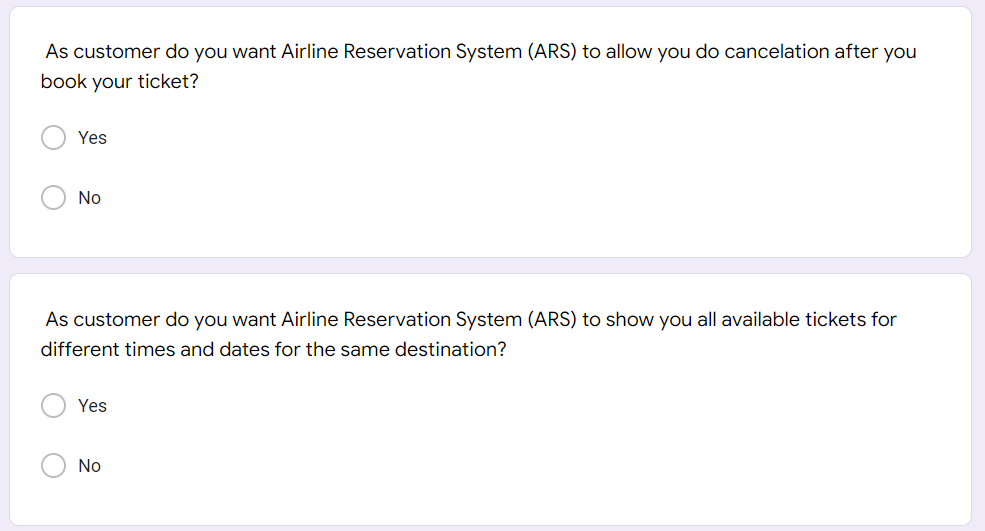 As customer do you want Airline Reservation System (ARS) to allow you do cancelation after you
book your ticket?
Yes
No
As customer do you want Airline Reservation System (ARS) to show you all available tickets for
different times and dates for the same destination?
Yes
No